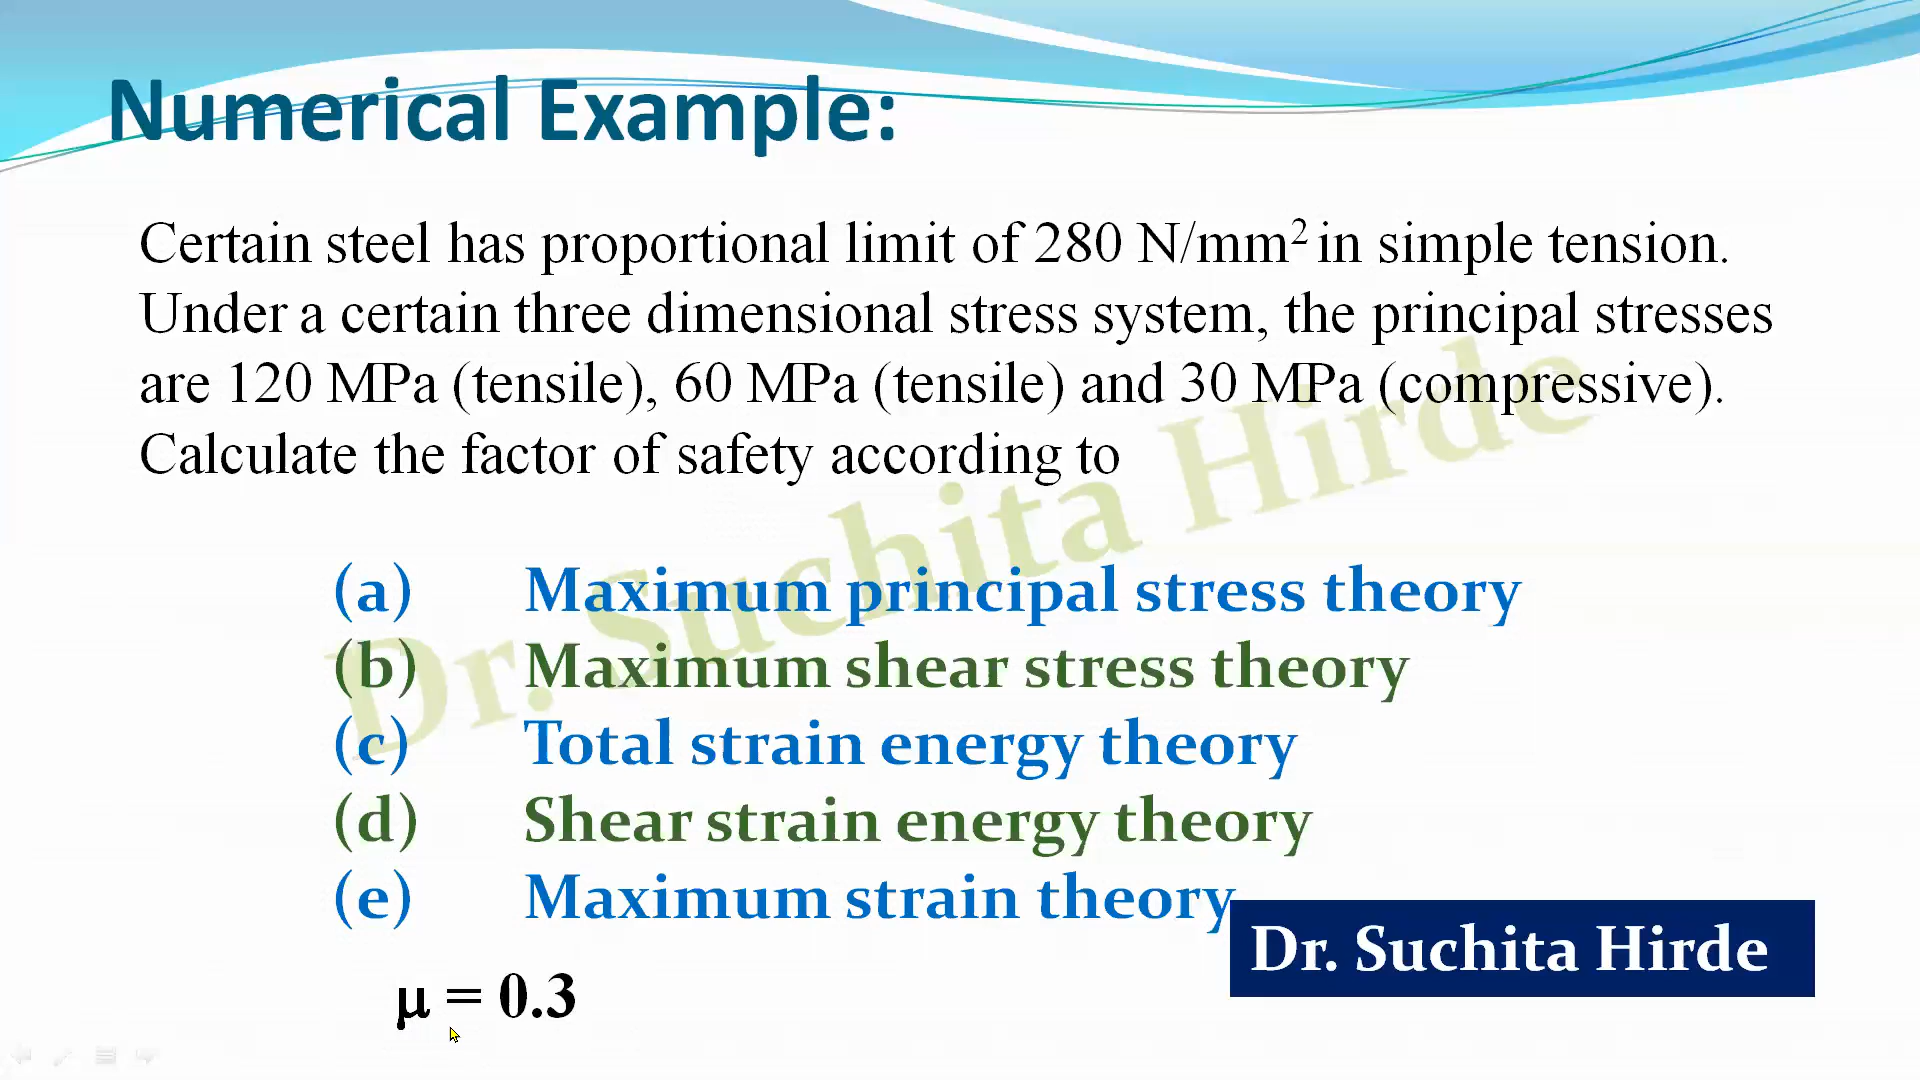 Numerical Example:
Certain steel has proportional limit of 280 N/mm² in simple tension.
Under a certain three dimensional stress system, the principal stresses
are 120 MPa (tensile), 60 MPa (tensile) and 30 MPa (compressive).
Calculate the factor of safety according to
(a) Maximum principal stress theory
(b) Maximum shear stress theory
(c) Total strain energy theory
(d) Shear strain energy theory
(e) Maximum strain theory
μ = 0.3
Dr. Suchita Hirde
Dr. Suchita Hirde